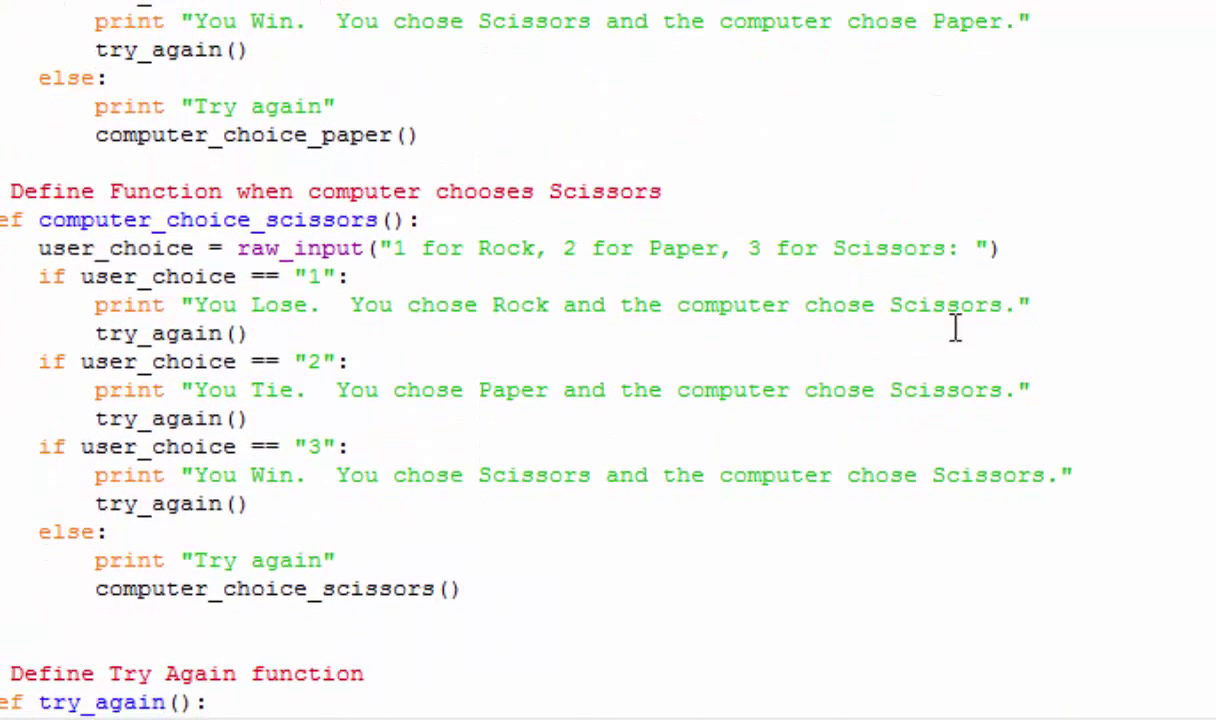 print "You Win.  You chose Scissors and the computer chose Paper."
try_again()
else:
print "Try again"
computer_choice_paper()
Define Function when computer chooses Scissors
ef computer_choice_scissors():
user_choice = raw_input("1 for Rock, 2 for Paper, 3 for Scissors: ")
if user_choice == "1":
print "You Lose.  You chose Rock and the computer chose Scissors."
try_again()
if user_choice == "2":
print "You Tie.  You chose Paper and the computer chose Scissors."
try_again()
if user_choice == "3":
print "You Win.  You chose Scissors and the computer chose Scissors."
try_again()
else:
print "Try again"
computer_choice_scissors()
Define Try Again function
ef try_again():